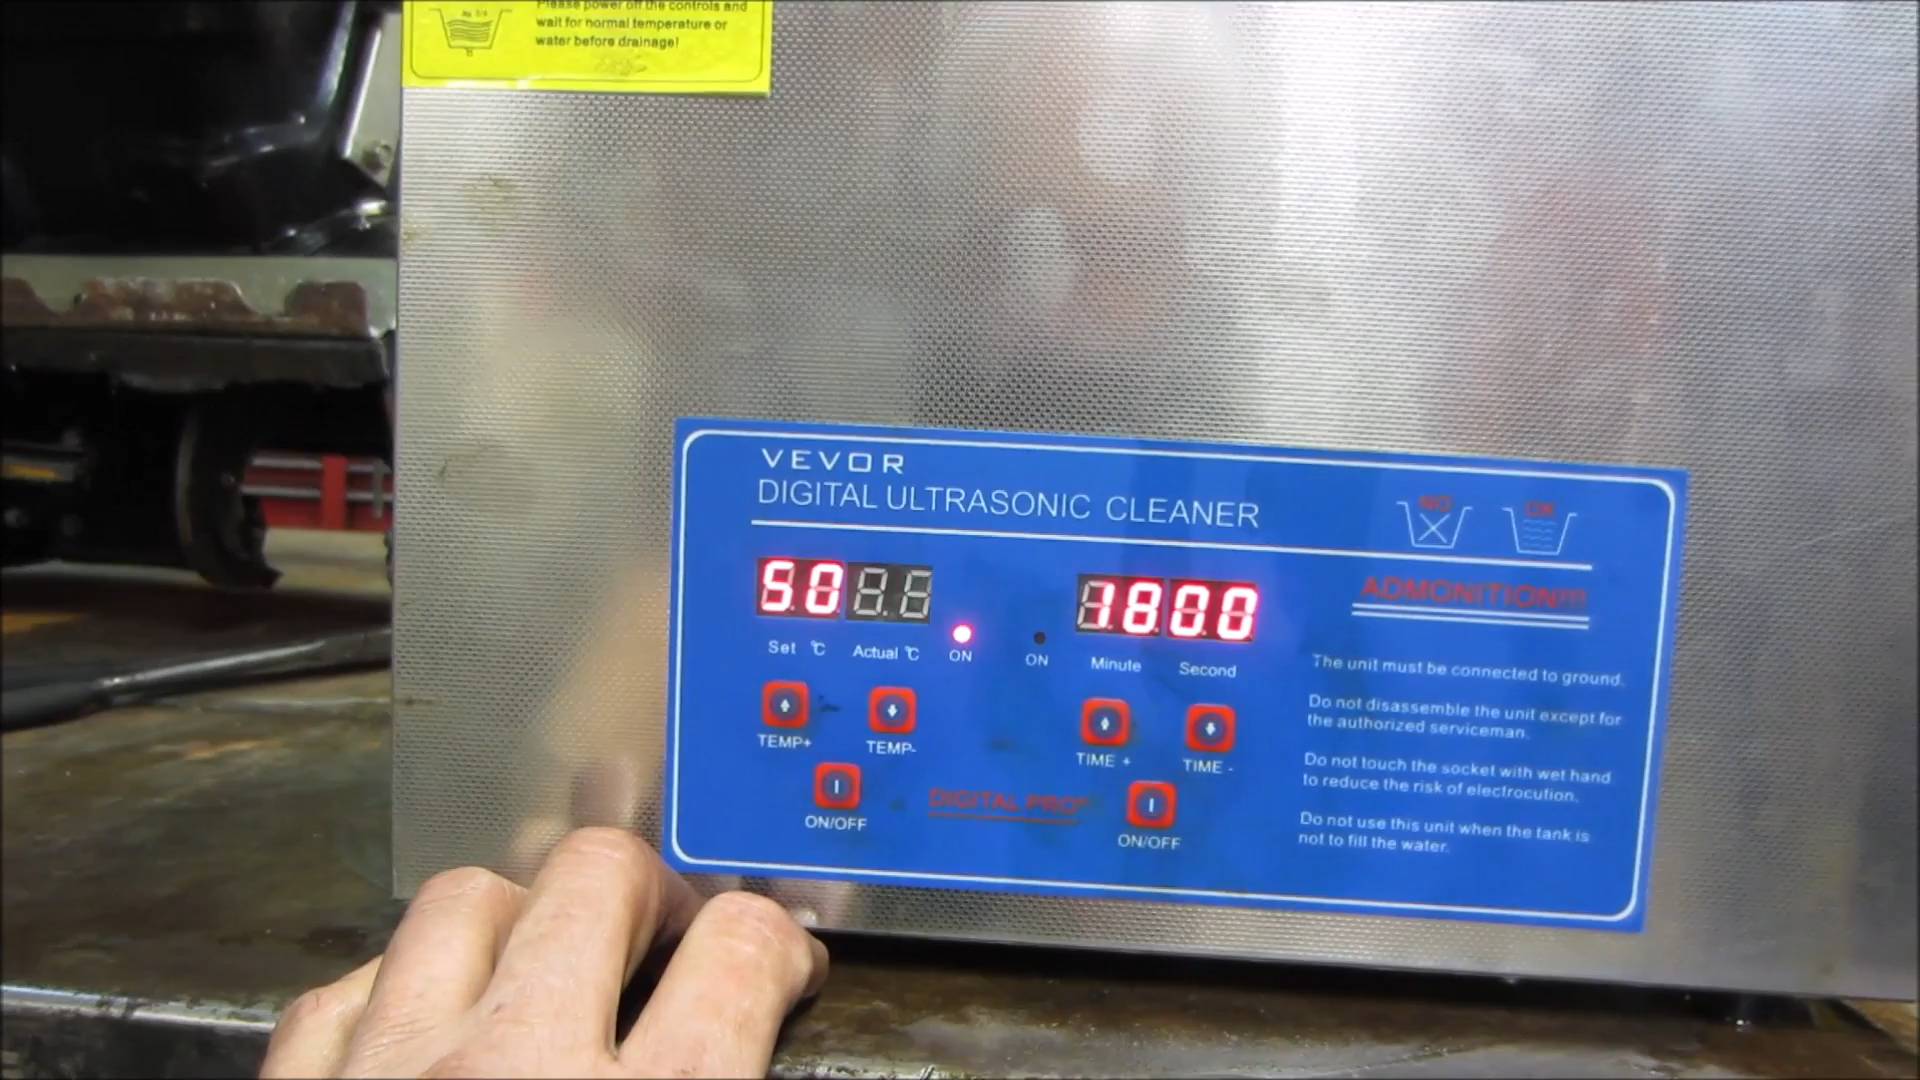 Please power off the controls and
wait for normal temperature or
water before drainage!
VEVOR
DIGITAL ULTRASONIC CLEANER
NO OK
50 1800
ADMONITION!!!
Set ℃ Actual ℃ ON ON Minute Second
TEMP+ TEMP- TIME + TIME -
ON/OFF DIGITAL PRO ON/OFF
The unit must be connected to ground.
Do not disassemble the unit except for
the authorized serviceman.
Do not touch the socket with wet hand
to reduce the risk of electrocution.
Do not use this unit when the tank is
not to fill the water.